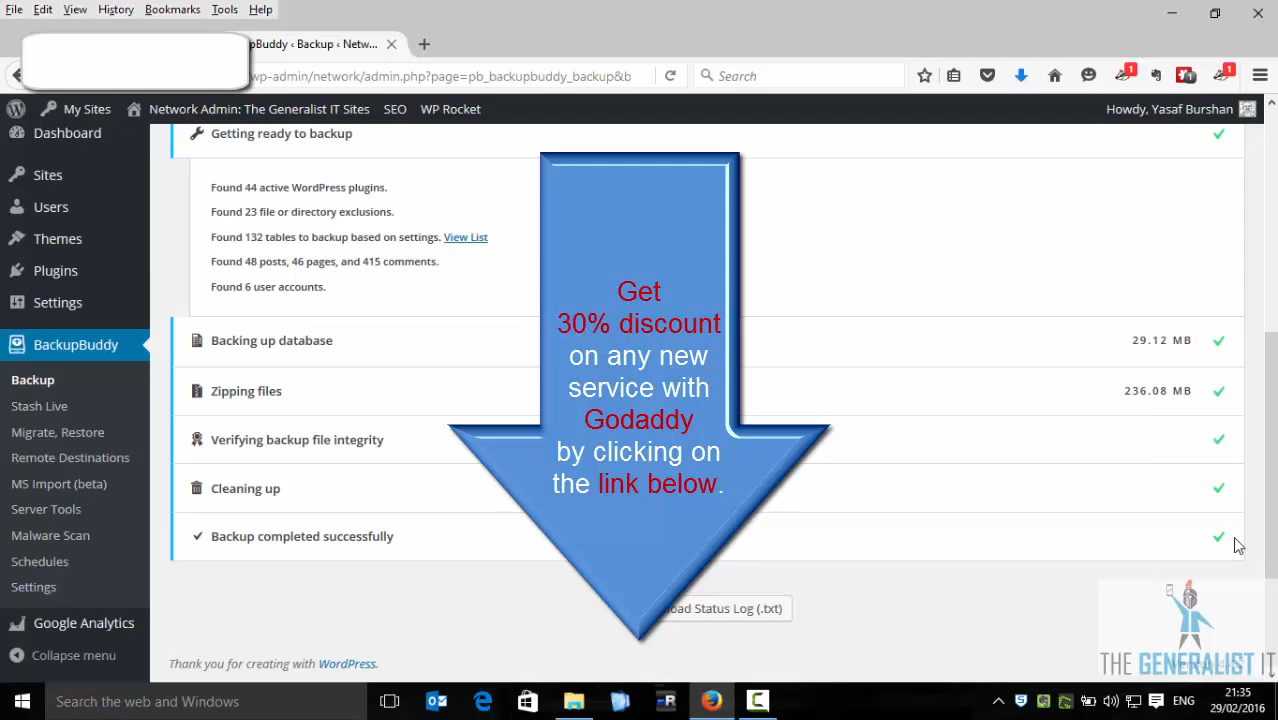 File Edit View History Bookmarks Tools Help
pBuddy ‹ Backup ‹ Netw...
wp-admin/network/admin.php?page=pb_backupbuddy_backup&b
Search
1
1
1
My Sites
Network Admin: The Generalist IT Sites
SEO
WP Rocket
Howdy, Yasaf Burshan
Dashboard
Sites
Users
Themes
Plugins
Settings
BackupBuddy
Backup
Stash Live
Migrate, Restore
Remote Destinations
MS Import (beta)
Server Tools
Malware Scan
Schedules
Settings
Google Analytics
Collapse menu
Getting ready to backup
Found 44 active WordPress plugins.
Found 23 file or directory exclusions.
Found 132 tables to backup based on settings. View List
Found 48 posts, 46 pages, and 415 comments.
Found 6 user accounts.
Backing up database
29.12 MB
Zipping files
236.08 MB
Verifying backup file integrity
Cleaning up
Backup completed successfully
Get
30% discount
on any new
service with
Godaddy
by clicking on
the link below.
Status Log (.txt)
Thank you for creating with WordPress.
THE GENERALIST IT
Search the web and Windows
ENG
21:35
29/02/2016